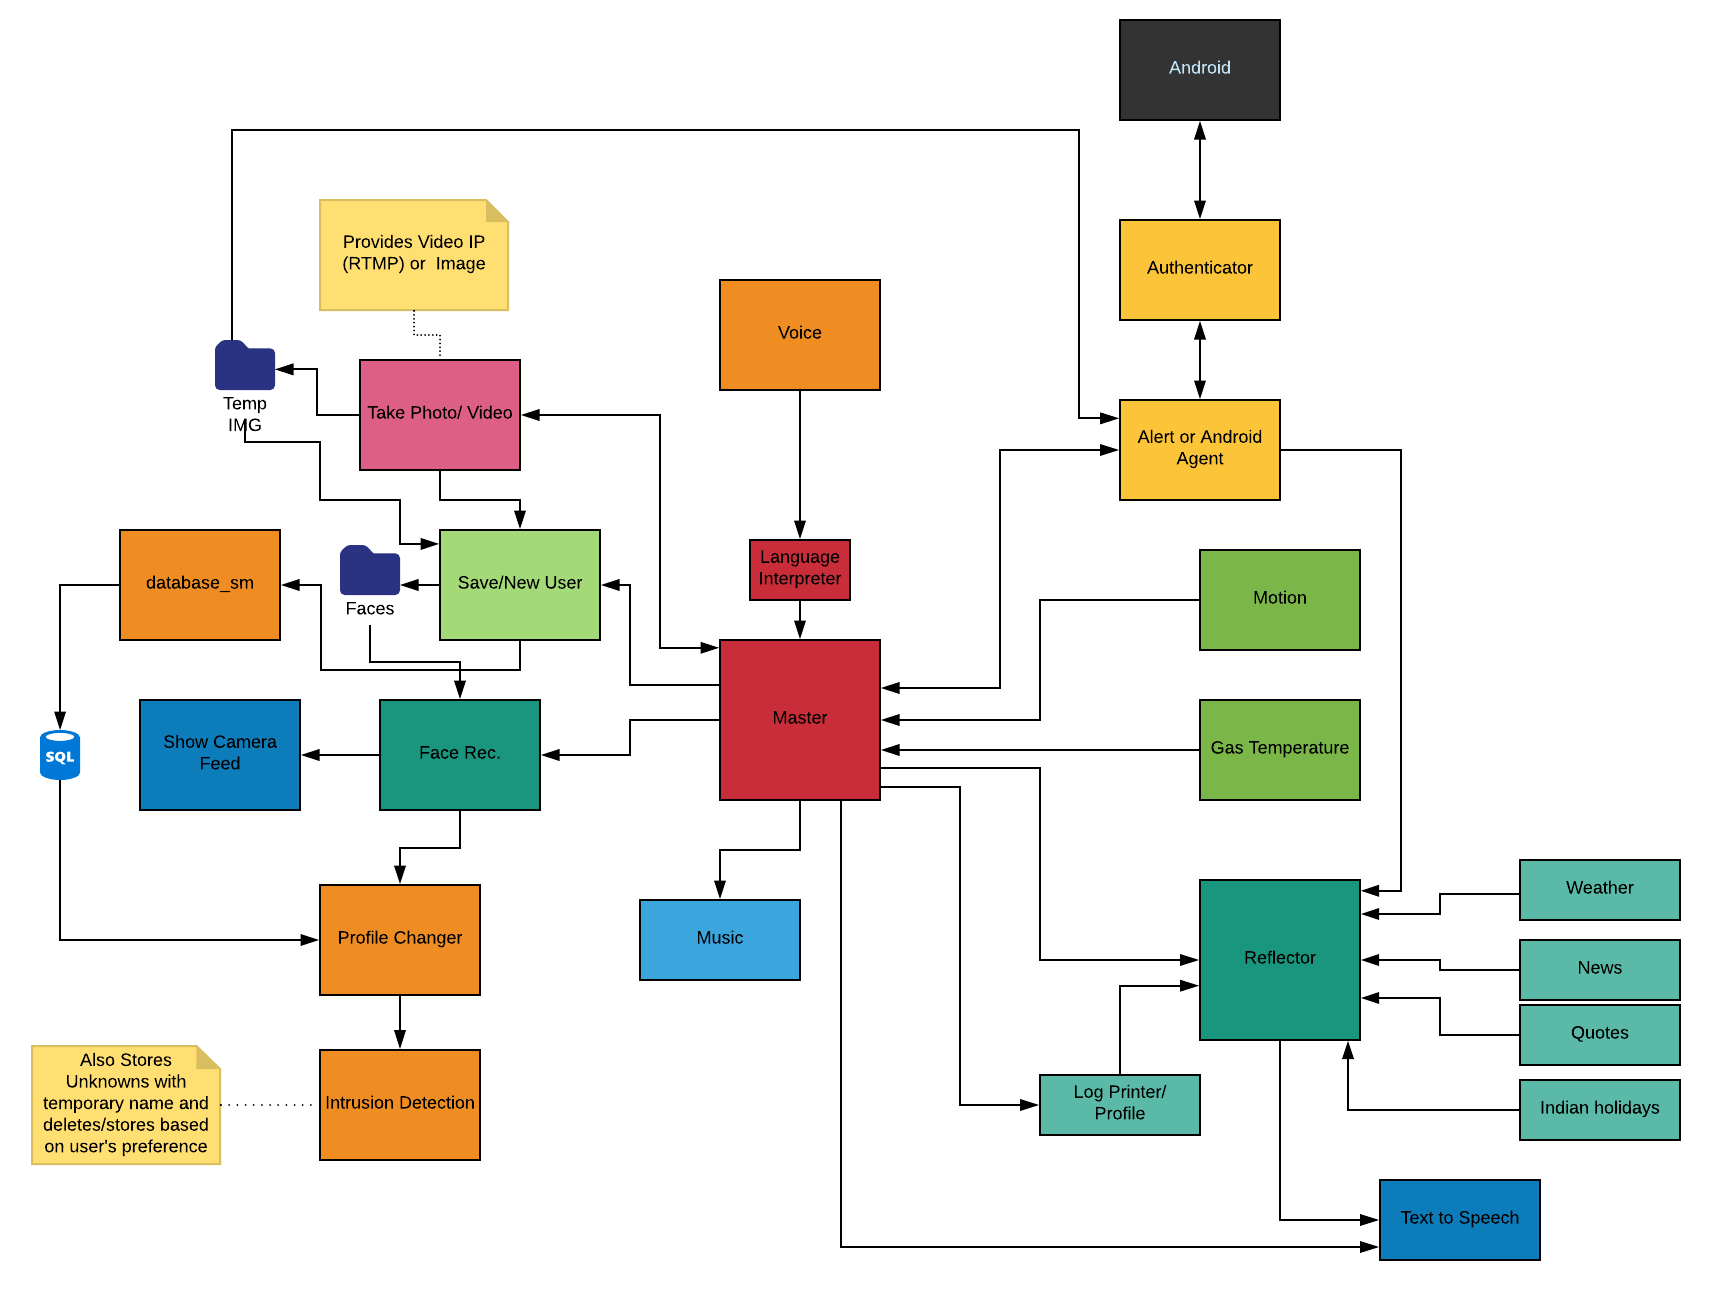 Android
Provides Video IP
(RTMP) or  Image
Authenticator
Voice
Temp
IMG
Take Photo/ Video
Alert or Android
Agent
Language
Interpreter
database_sm
Faces
Save/New User
Motion
Master
Show Camera
Feed
Face Rec.
Gas Temperature
SQL
Profile Changer
Music
Reflector
Weather
News
Quotes
Indian holidays
Also Stores
Unknowns with
temporary name and
deletes/stores based
on user's preference
Intrusion Detection
Log Printer/
Profile
Text to Speech